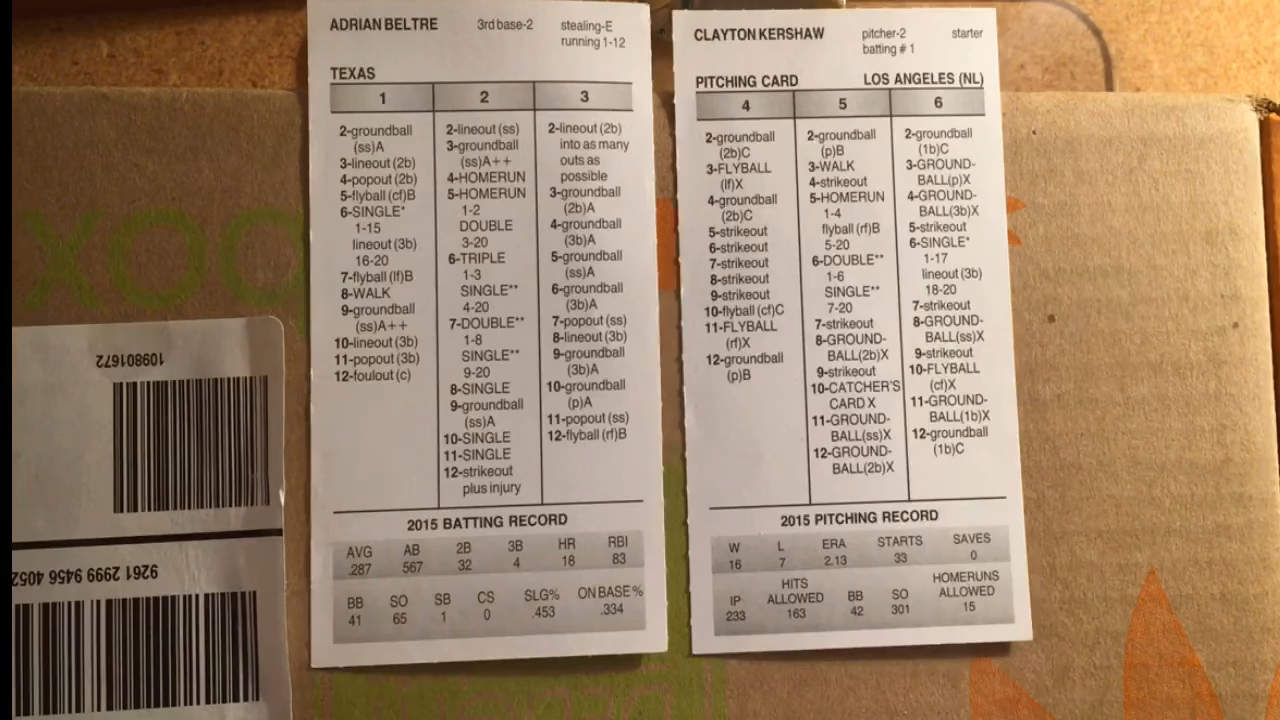 ADRIAN BELTRE 3rd base-2 stealing-E
running 1-12
TEXAS
1 2 3
2-groundball
(ss)A
3-lineout (2b)
4-popout (2b)
5-flyball (cf)B
6-SINGLE*
1-15
lineout (3b)
16-20
7-flyball (lf)B
8-WALK
9-groundball
(ss)A++
10-lineout (3b)
11-popout (3b)
12-foulout (c)
2-lineout (ss)
3-groundball
(ss)A++
4-HOMERUN
5-HOMERUN
1-2
DOUBLE
3-20
6-TRIPLE
1-3
SINGLE**
4-20
7-DOUBLE**
1-8
SINGLE**
9-20
8-SINGLE
9-groundball
(ss)A
10-SINGLE
11-SINGLE
12-strikeout
plus injury
2-lineout (2b)
into as many
outs as
possible
3-groundball
(2b)A
4-groundball
(3b)A
5-groundball
(ss)A
6-groundball
(3b)A
7-popout (ss)
8-lineout (3b)
9-groundball
(3b)A
10-groundball
(p)A
11-popout (ss)
12-flyball (rf)B
2015 BATTING RECORD
AVG AB 2B 3B HR RBI
.287 567 32 4 18 83
BB SO SB CS SLG% ON BASE %
41 65 1 0 .453 .334
CLAYTON KERSHAW pitcher-2 starter
batting # 1
PITCHING CARD LOS ANGELES (NL)
4 5 6
2-groundball
(2b)C
3-FLYBALL
(lf)X
4-groundball
(2b)C
5-strikeout
6-strikeout
7-strikeout
8-strikeout
9-strikeout
10-flyball (cf)C
11-FLYBALL
(rf)X
12-groundball
(p)B
2-groundball
(p)B
3-WALK
4-strikeout
5-HOMERUN
1-4
flyball (rf)B
5-20
6-DOUBLE**
1-6
SINGLE**
7-20
7-strikeout
8-GROUND-
BALL(2b)X
9-strikeout
10-CATCHER'S
CARD X
11-GROUND-
BALL(ss)X
12-GROUND-
BALL(2b)X
2-groundball
(1b)C
3-GROUND-
BALL(p)X
4-GROUND-
BALL(3b)X
5-strikeout
6-SINGLE*
1-17
lineout (3b)
18-20
7-strikeout
8-GROUND-
BALL(ss)X
9-strikeout
10-FLYBALL
(cf)X
11-GROUND-
BALL(1b)X
12-groundball
(1b)C
2015 PITCHING RECORD
W L ERA STARTS SAVES
16 7 2.13 33 0
IP HITS ALLOWED BB SO HOMERUNS ALLOWED
233 163 42 301 15
109801672
9261 2999 9456 4052